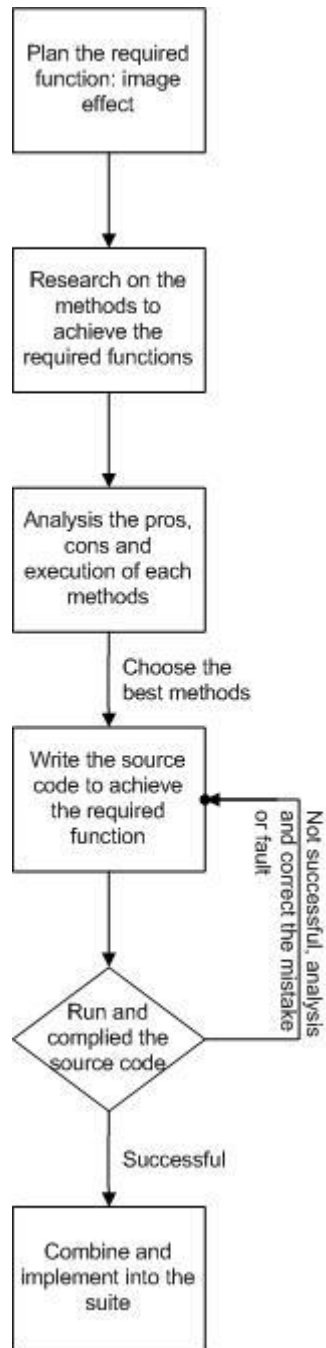 Plan the required
function: image
effect
Research on the
methods to
achieve the
required functions
Analysis the pros,
cons and
execution of each
methods
Choose the
best methods
Write the source
code to achieve
the required
function
Not successful, analysis
and correct the mistake
or fault
Run and
complied the
source code
Successful
Combine and
implement into the
suite